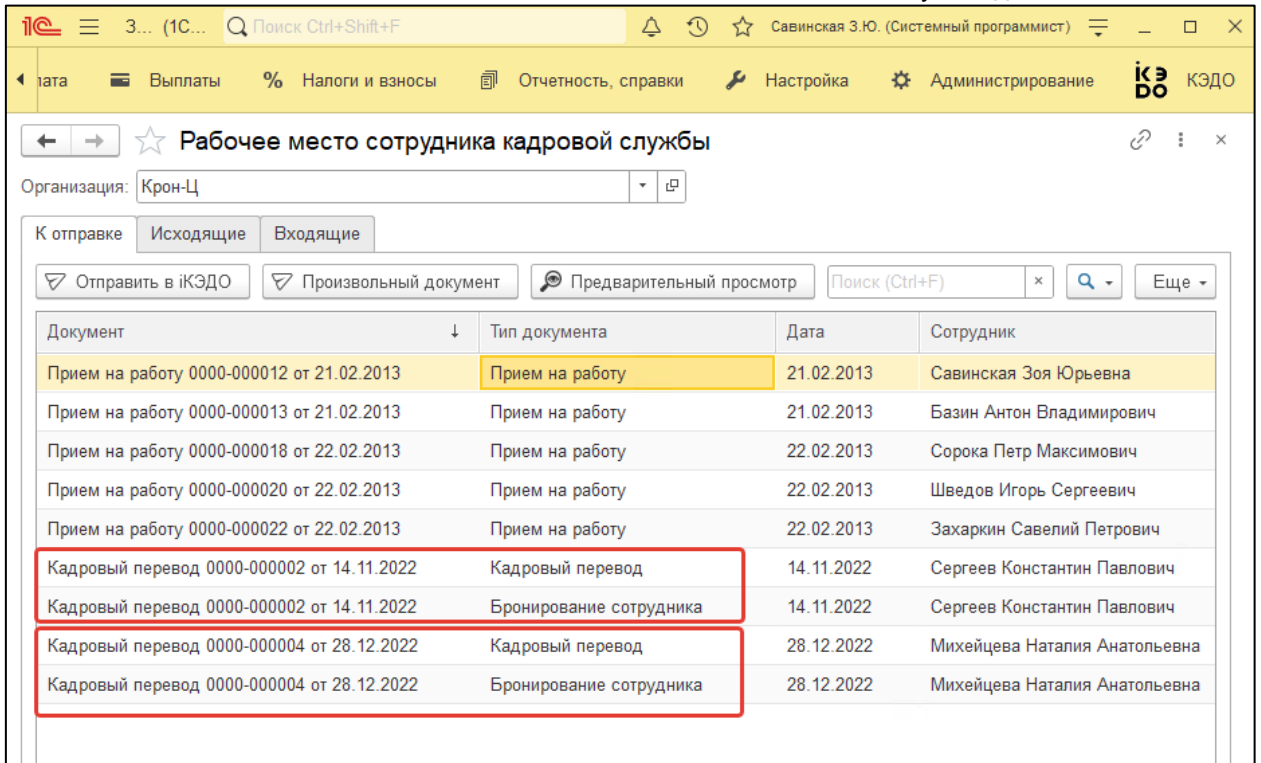 1С З... (1С... Поиск Ctrl+Shift+F Савинская З.Ю. (Системный программист)
Выплаты % Налоги и взносы Отчетность, справки Настройка Администрирование iКЭDO КЭДО
Рабочее место сотрудника кадровой службы
Организация: Крон-Ц
К отправке Исходящие Входящие
Отправить в iКЭДО Произвольный документ Предварительный просмотр Поиск (Ctrl+F) × Еще
Документ ↓ Тип документа Дата Сотрудник
Прием на работу 0000-000012 от 21.02.2013 Прием на работу 21.02.2013 Савинская Зоя Юрьевна
Прием на работу 0000-000013 от 21.02.2013 Прием на работу 21.02.2013 Базин Антон Владимирович
Прием на работу 0000-000018 от 22.02.2013 Прием на работу 22.02.2013 Сорока Петр Максимович
Прием на работу 0000-000020 от 22.02.2013 Прием на работу 22.02.2013 Шведов Игорь Сергеевич
Прием на работу 0000-000022 от 22.02.2013 Прием на работу 22.02.2013 Захаркин Савелий Петрович
Кадровый перевод 0000-000002 от 14.11.2022 Кадровый перевод 14.11.2022 Сергеев Константин Павлович
Кадровый перевод 0000-000002 от 14.11.2022 Бронирование сотрудника 14.11.2022 Сергеев Константин Павлович
Кадровый перевод 0000-000004 от 28.12.2022 Кадровый перевод 28.12.2022 Михейцева Наталия Анатольевна
Кадровый перевод 0000-000004 от 28.12.2022 Бронирование сотрудника 28.12.2022 Михейцева Наталия Анатольевна